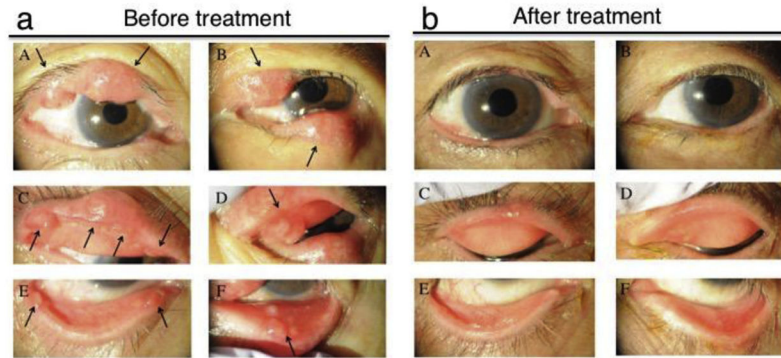 a Before treatment
b After treatment
A B
A B
C D
C D
E F
E F